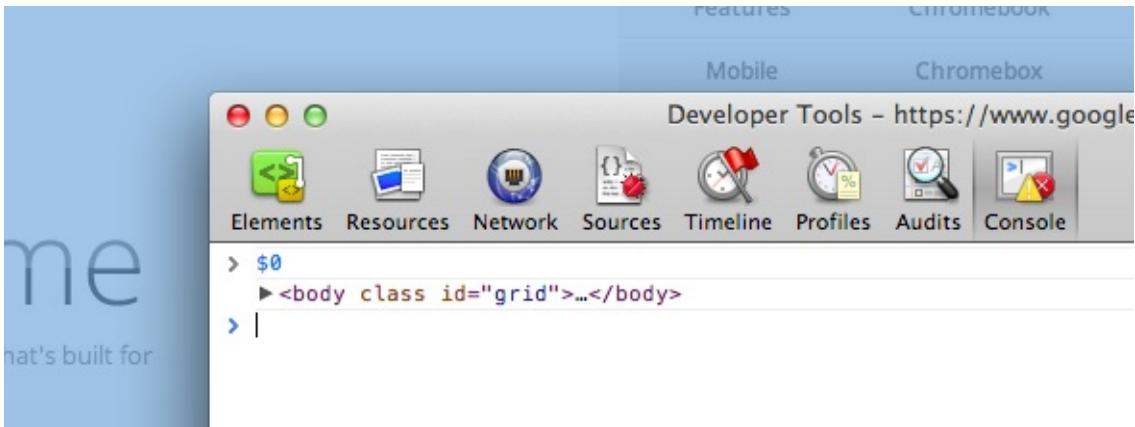 Features Chromebook
Mobile Chromebox
Developer Tools – https://www.google
Elements Resources Network Sources Timeline Profiles Audits Console
> $0
▶<body class id="grid">…</body>
>
me
hat's built for